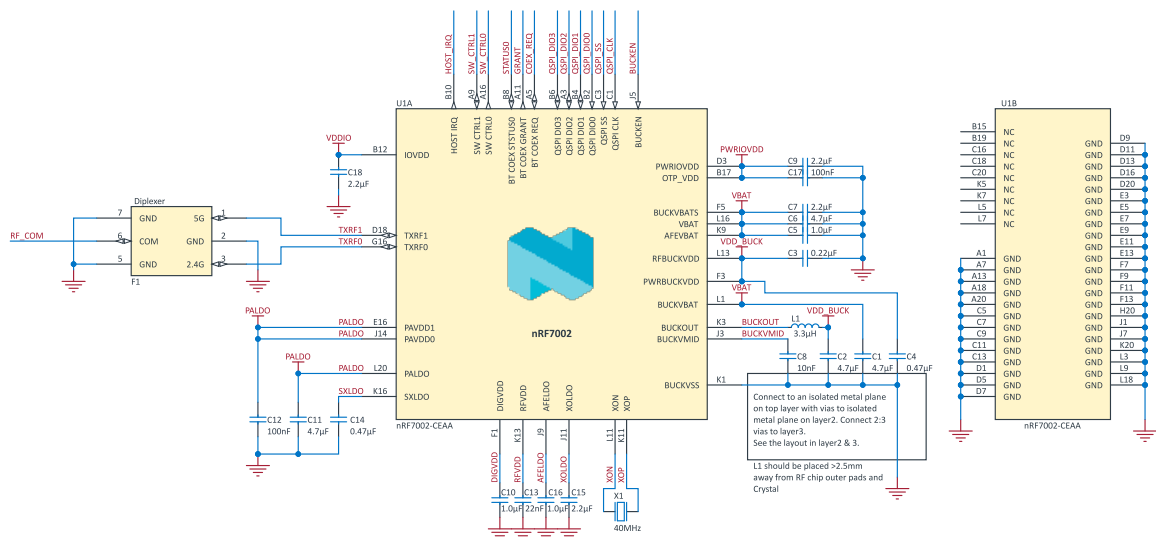 HOST_IRQ
SW_CTRL1
SW_CTRL0
STATUS0
GRANT
COEX_REQ
QSPI_DIO3
QSPI_DIO2
QSPI_DIO1
QSPI_DIO0
QSPI_SS
QSPI_CLK
BUCKEN
B10
A9
A16
B8
A11
A5
B6
A3
B4
B2
C3
C1
J5
U1A
HOST IRQ
SW CTRL1
SW CTRL0
BT COEX STSTUS0
BT COEX GRANT
BT COEX REQ
QSPI DIO3
QSPI DIO2
QSPI DIO1
QSPI DIO0
QSPI SS
QSPI CLK
BUCKEN
VDDIO
B12
IOVDD
C18
2.2µF
Diplexer
7
GND
5G
1
RF_COM
6
COM
GND
2
5
GND
2.4G
3
F1
TXRF1
D18
TXRF1
TXRF0
G16
TXRF0
PALDO
PALDO
E16
PAVDD1
PALDO
J14
PAVDD0
PALDO
PALDO
L20
PALDO
SXLDO
K16
SXLDO
C12
100nF
C11
4.7µF
C14
0.47µF
nRF7002
nRF7002-CEAA
DIGVDD
RFVDD
AFELDO
XOLDO
XON
XOP
F1
K13
J9
J11
L11
K11
DIGVDD
RFVDD
AFELDO
XOLDO
XON
XOP
C10
1.0µF
C13
22nF
C16
1.0µF
C15
2.2µF
X1
40MHz
PWRIOVDD
PWRIOVDD
D3
C9
2.2µF
OTP_VDD
B17
C17
100nF
VBAT
BUCKVBATS
F5
C7
2.2µF
VBAT
L16
C6
4.7µF
AFEVBAT
K9
C5
1.0µF
VDD_BUCK
RFBUCKVDD
L13
C3
0.22µF
PWRBUCKVDD
F3
VBAT
BUCKVBAT
L1
BUCKOUT
K3
BUCKOUT
L1
3.3µH
VDD_BUCK
BUCKVMID
J3
BUCKVMID
C8
10nF
C2
4.7µF
C1
4.7µF
C4
0.47µF
BUCKVSS
K1
Connect to an isolated metal plane
on top layer with vias to isolated
metal plane on layer2. Connect 2:3
vias to layer3.
See the layout in layer2 & 3.
L1 should be placed >2.5mm
away from RF chip outer pads and
Crystal
U1B
B15
NC
B19
NC
C16
NC
C18
NC
C20
NC
K5
NC
K7
NC
L5
NC
L7
NC
A1
GND
A7
GND
A13
GND
A18
GND
A20
GND
C5
GND
C7
GND
C9
GND
C11
GND
C13
GND
D1
GND
D5
GND
D7
GND
GND
D9
GND
D11
GND
D13
GND
D16
GND
D20
GND
E3
GND
E5
GND
E7
GND
E9
GND
E11
GND
E13
GND
F7
GND
F9
GND
F11
GND
F13
GND
H20
GND
J1
GND
J7
GND
K20
GND
L3
GND
L9
GND
L18
nRF7002-CEAA